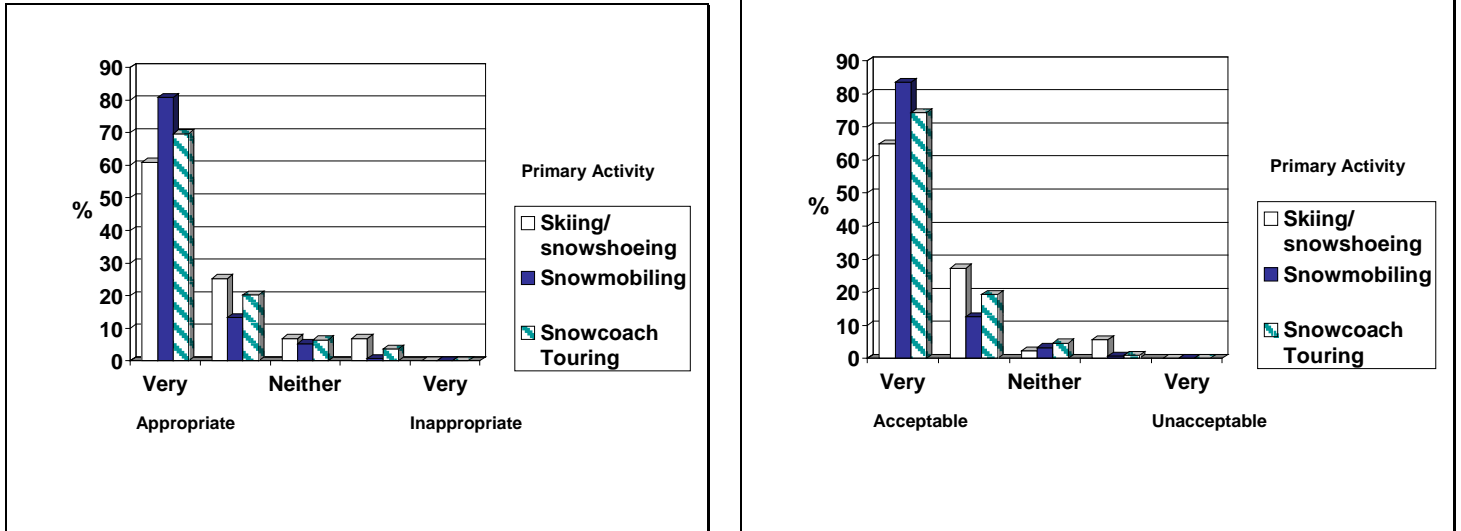 90
80
70
60
50
40
30
20
10
0
%
Very
Neither
Very
Appropriate
Inappropriate
Primary Activity
Skiing/
snowshoeing
Snowmobiling
Snowcoach
Touring
90
80
70
60
50
40
30
20
10
0
%
Very
Neither
Very
Acceptable
Unacceptable
Primary Activity
Skiing/
snowshoeing
Snowmobiling
Snowcoach
Touring